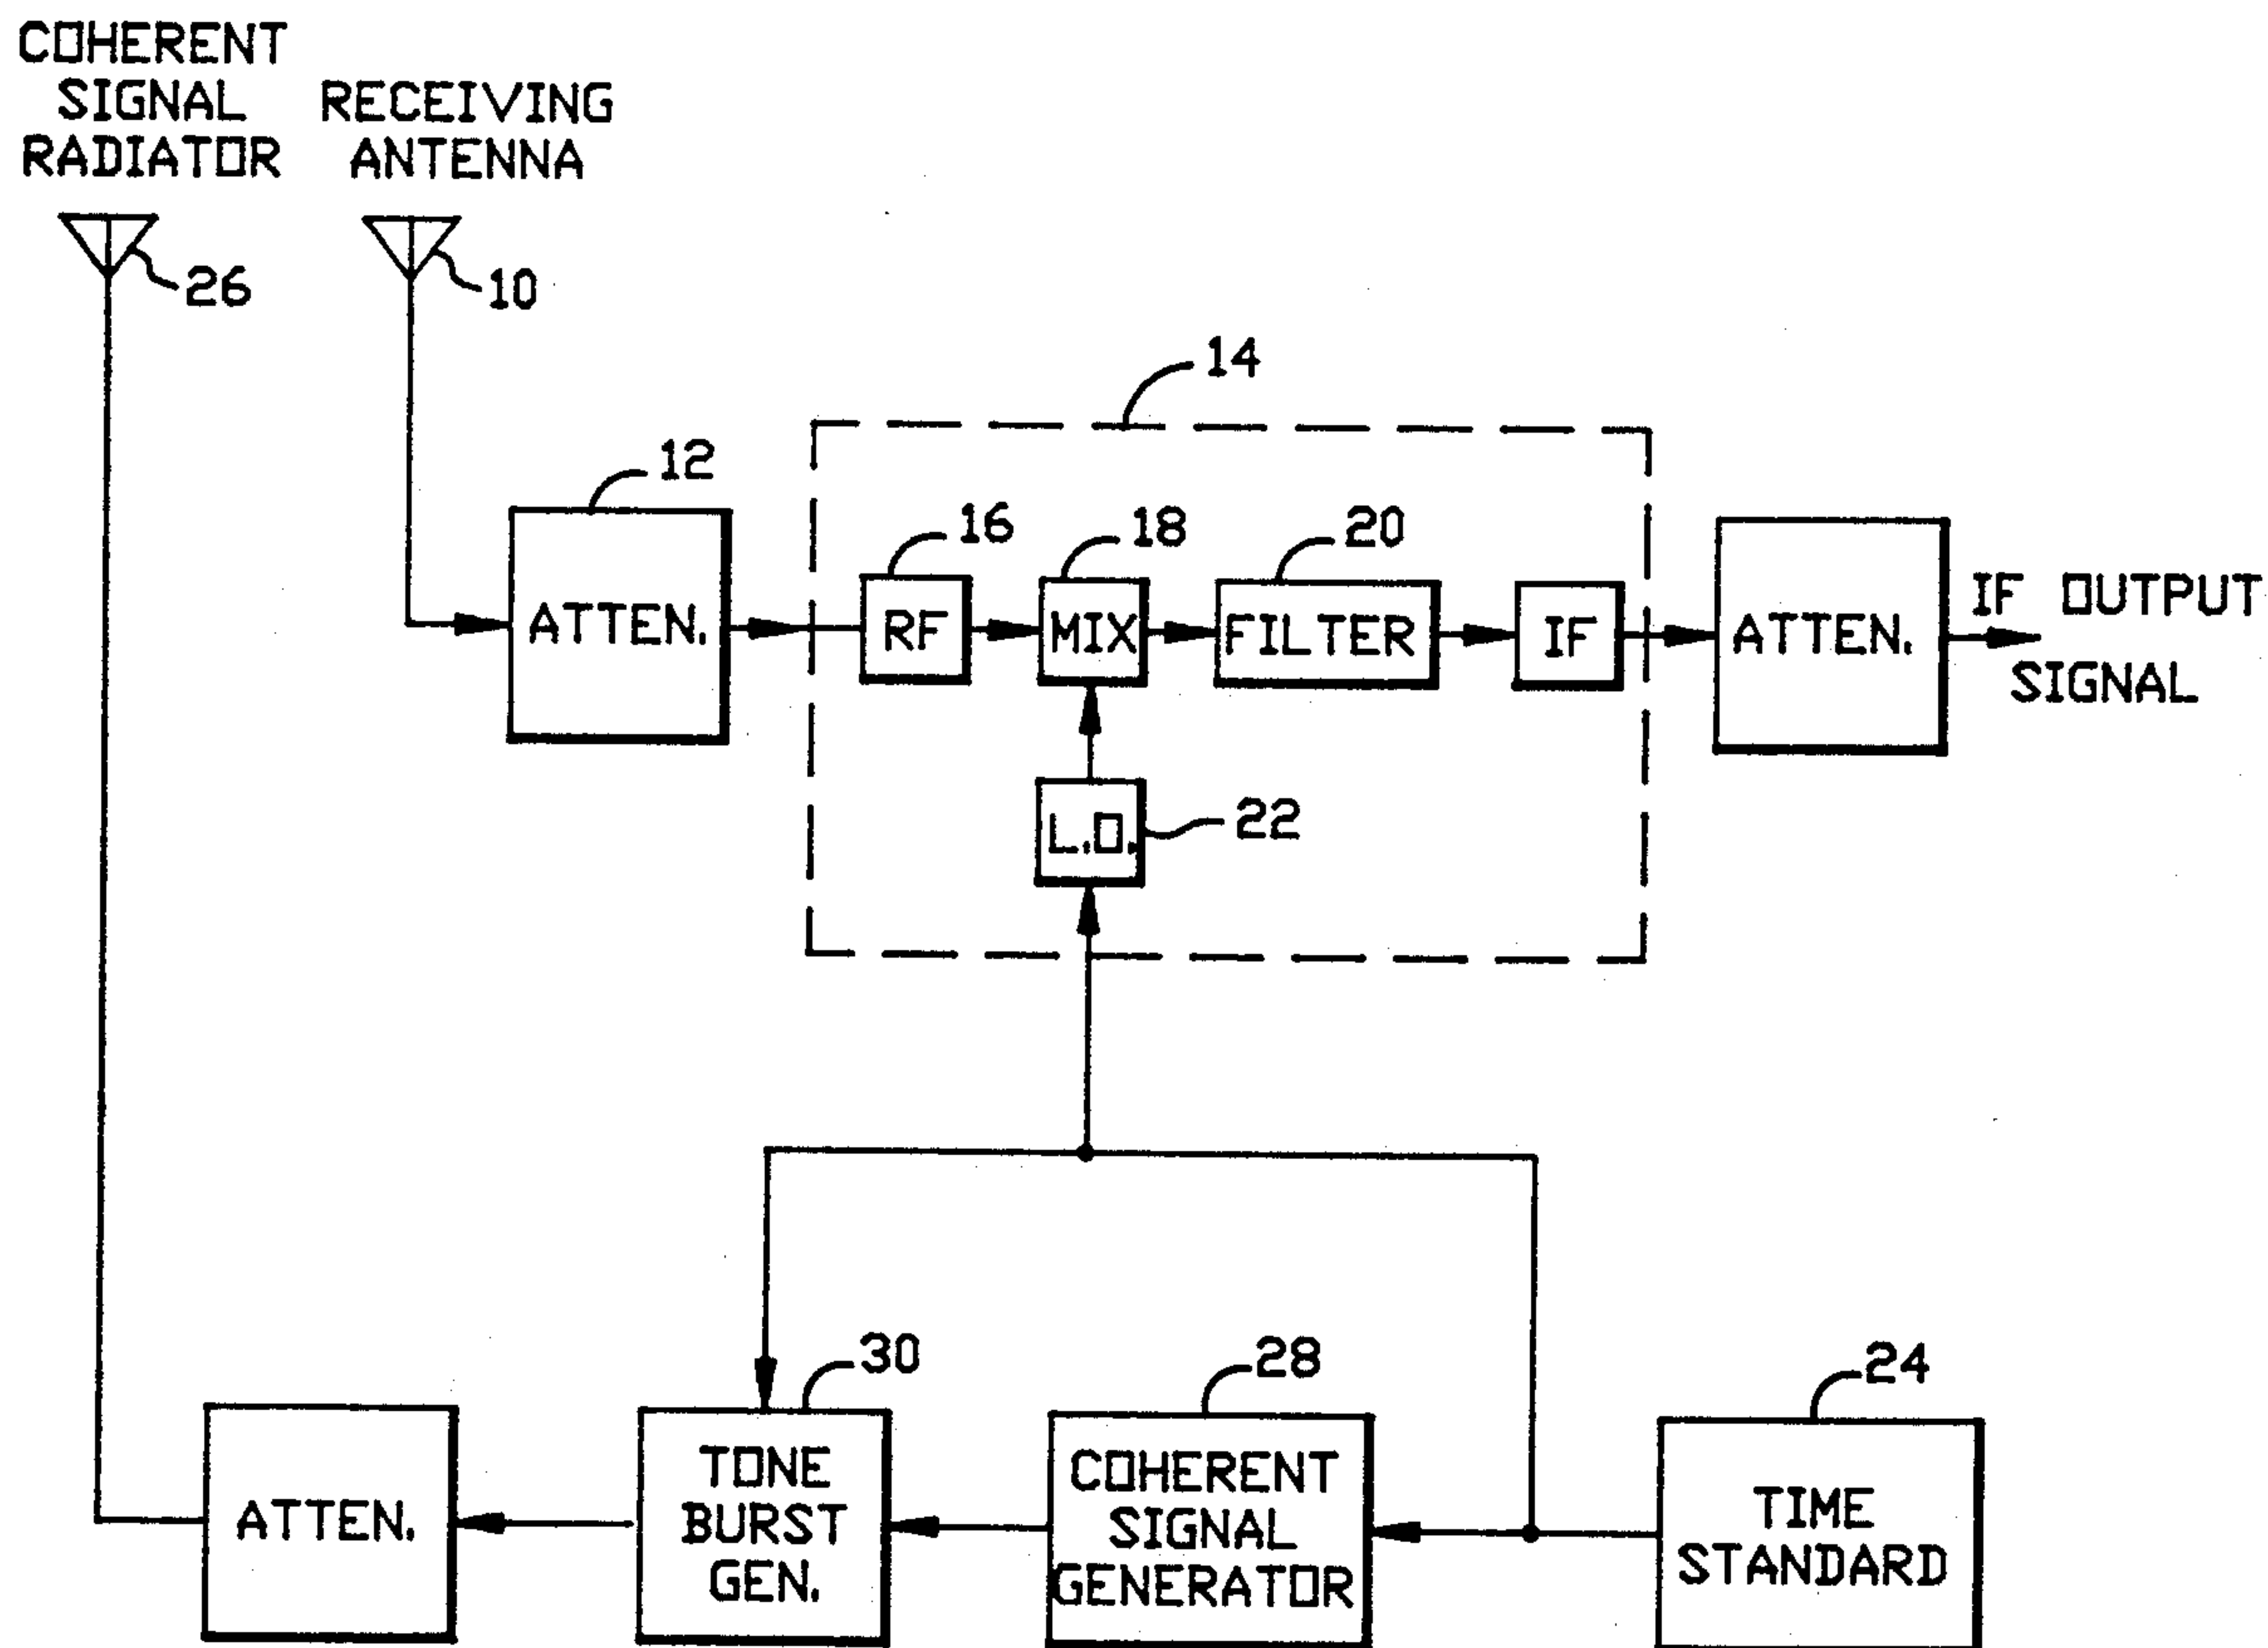 COHERENT
SIGNAL
RADIATOR
RECEIVING
ANTENNA
26
10
14
12
ATTEN.
16
RF
18
MIX
20
FILTER
IF
ATTEN.
IF OUTPUT
SIGNAL
L.O.
22
30
28
24
ATTEN.
TONE
BURST
GEN.
COHERENT
SIGNAL
GENERATOR
TIME
STANDARD